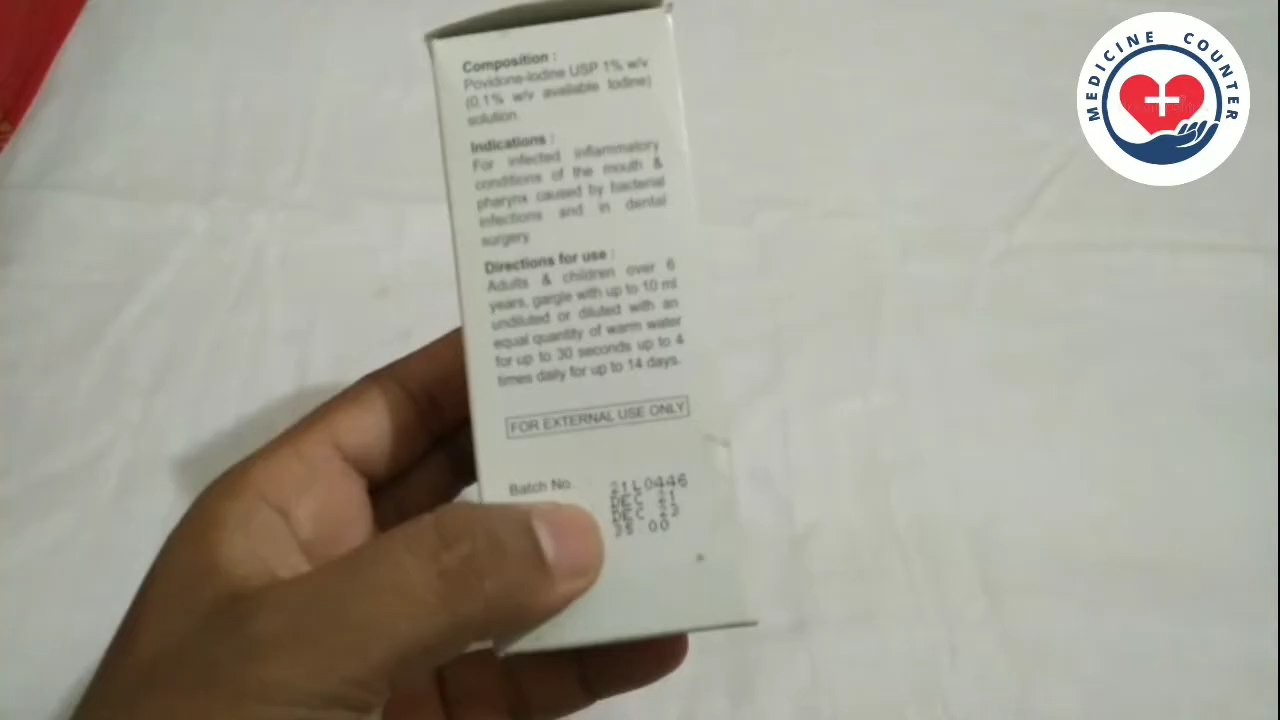 MEDICINE COUNTER
Composition :
Povidone-Iodine USP 1% w/v
(0.1% w/v available Iodine)
solution.
Indications :
For infected inflammatory
conditions of the mouth &
pharynx caused by bacterial
infections and in dental
surgery
Directions for use :
Adults & children over 6
years, gargle with up to 10 ml
undiluted or diluted with an
equal quantity of warm water
for up to 30 seconds up to 4
times daily for up to 14 days.
FOR EXTERNAL USE ONLY
Batch No. 21L0446
DEC 21
DEC 23
00